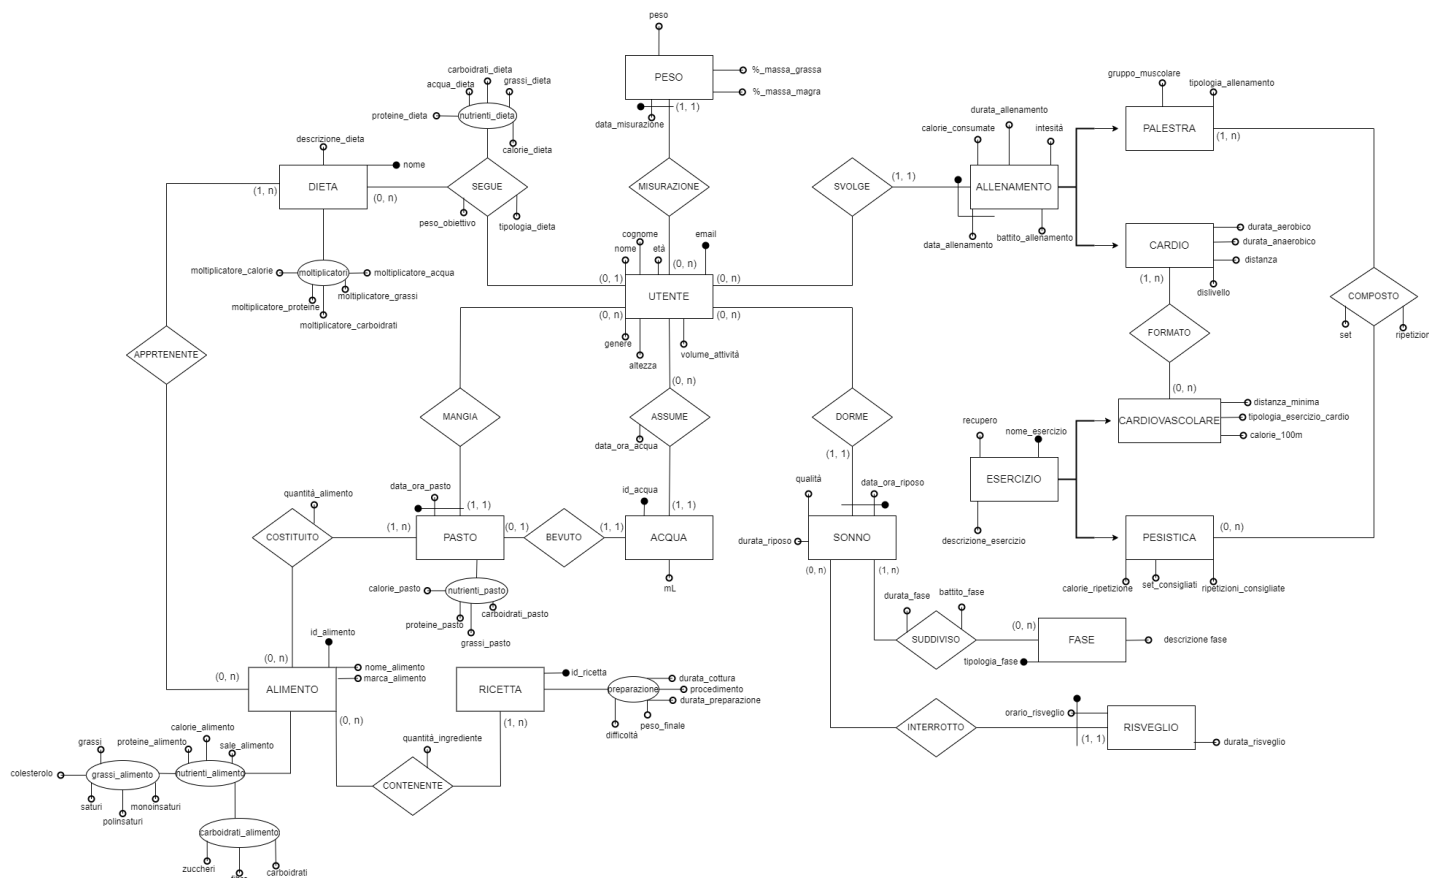 peso
PESO
%_massa_grassa
%_massa_magra
(1, 1)
data_misurazione
MISURAZIONE
carboidrati_dieta
acqua_dieta
grassi_dieta
proteine_dieta
nutrienti_dieta
calorie_dieta
descrizione_dieta
nome
DIETA
(1, n)
(0, n)
SEGUE
peso_obiettivo
tipologia_dieta
moltiplicatore_calorie
moltiplicatori
moltiplicatore_acqua
moltiplicatore_grassi
moltiplicatore_proteine
moltiplicatore_carboidrati
APPRTENENTE
cognome
nome
età
email
(0, n)
(0, 1)
(0, n)
UTENTE
(0, n)
(0, n)
genere
altezza
volume_attività
(0, n)
SVOLGE
(1, 1)
durata_allenamento
calorie_consumate
intesità
ALLENAMENTO
data_allenamento
battito_allenamento
gruppo_muscolare
tipologia_allenamento
PALESTRA
(1, n)
CARDIO
durata_aerobico
durata_anaerobico
distanza
dislivello
(1, n)
COMPOSTO
set
FORMATO
(0, n)
CARDIOVASCOLARE
distanza_minima
tipologia_esercizio_cardio
calorie_100m
recupero
nome_esercizio
ESERCIZIO
descrizione_esercizio
PESISTICA
(0, n)
calorie_ripetizione
set_consigliati
ripetizioni_consigliate
MANGIA
ASSUME
data_ora_acqua
DORME
(1, 1)
quantità_alimento
data_ora_pasto
id_acqua
qualità
data_ora_riposo
COSTITUITO
(1, n)
(1, 1)
PASTO
(0, 1)
BEVUTO
(1, 1)
(1, 1)
ACQUA
mL
durata_riposo
SONNO
(0, n)
(1, n)
calorie_pasto
nutrienti_pasto
carboidrati_pasto
proteine_pasto
grassi_pasto
durata_fase
battito_fase
SUDDIVISO
(0, n)
FASE
descrizione fase
tipologia_fase
id_alimento
(0, n)
nome_alimento
marca_alimento
(0, n)
ALIMENTO
(0, n)
RICETTA
id_ricetta
(1, n)
preparazione
durata_cottura
procedimento
durata_preparazione
peso_finale
difficoltà
orario_risveglio
INTERROTTO
(1, 1)
RISVEGLIO
durata_risveglio
quantità_ingrediente
CONTENENTE
calorie_alimento
proteine_alimento
sale_alimento
grassi
colesterolo
grassi_alimento
nutrienti_alimento
saturi
monoinsaturi
polinsaturi
carboidrati_alimento
zuccheri
carboidrati